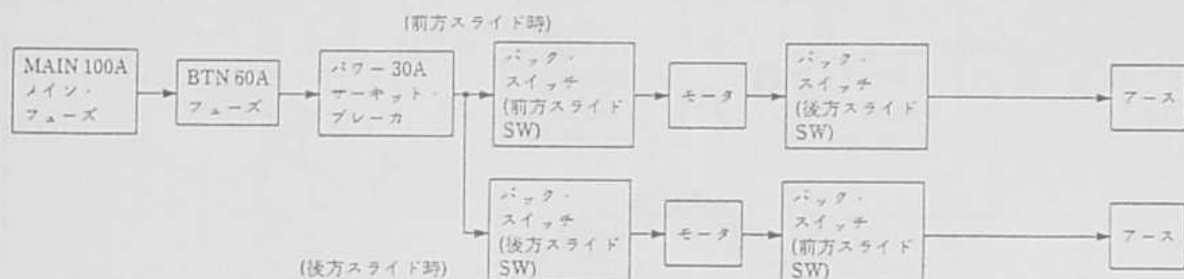 (前方スライド時)
MAIN 100A
メイン・
フューズ
BTN 60A
フューズ
パワー 30A
サーキット・
ブレーカ
バック・
スイッチ
(前方スライド
SW)
モータ
バック・
スイッチ
(後方スライド
SW)
アース
バック・
スイッチ
(後方スライド
SW)
モータ
バック・
スイッチ
(前方スライド
SW)
アース
(後方スライド時)